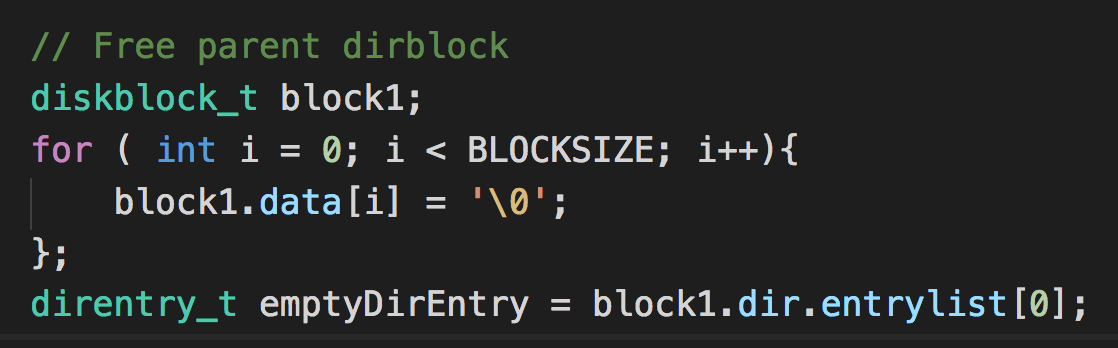 // Free parent dirblock
diskblock_t block1;
for ( int i = 0; i < BLOCKSIZE; i++){
    block1.data[i] = '\0';
};
direntry_t emptyDirEntry = block1.dir.entrylist[0];